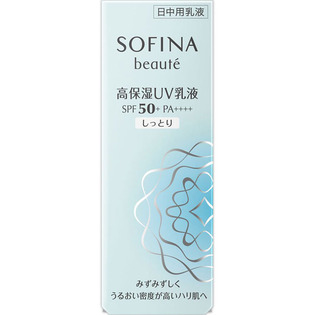 日中用乳液
SOFINA
beauté
高保湿UV乳液
SPF50+ PA++++
しっとり
みずみずしく
うるおい密度が高いハリ肌へ